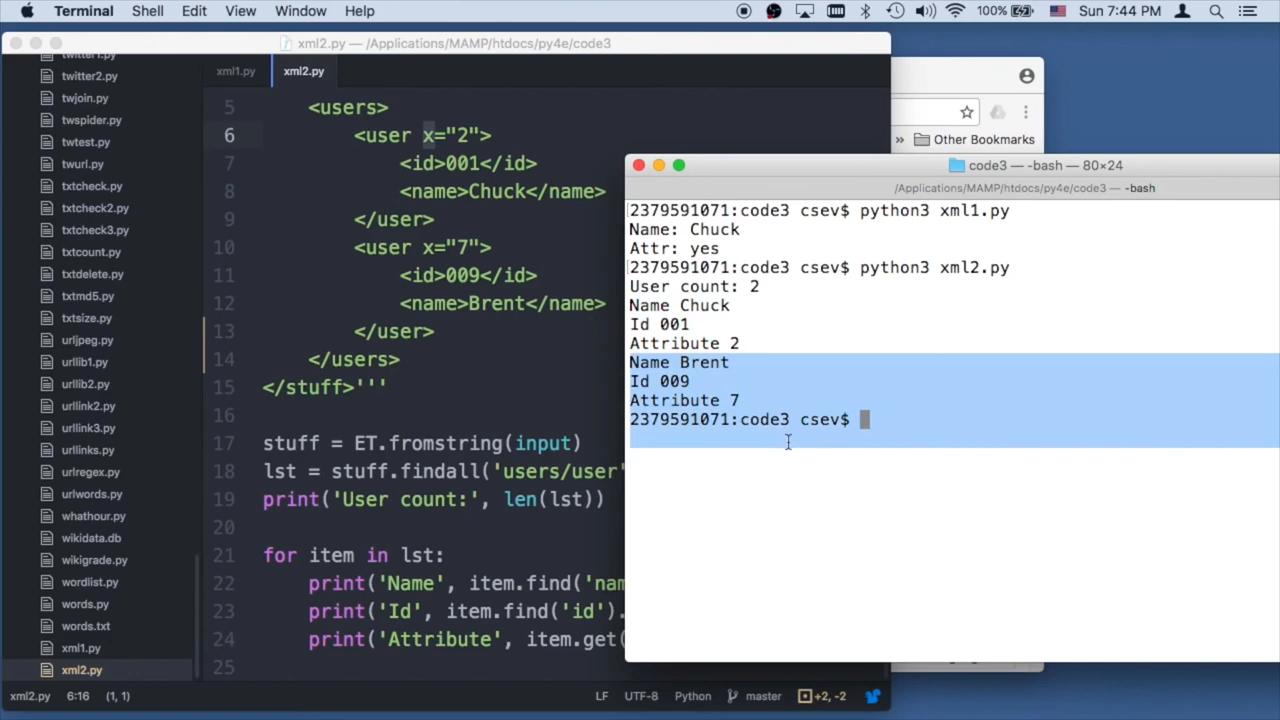 Terminal Shell Edit View Window Help 100% Sun 7:44 PM
xml2.py — /Applications/MAMP/htdocs/py4e/code3
twitter1.py
twitter2.py
twjoin.py
twspider.py
twtest.py
twurl.py
txtcheck.py
txtcheck2.py
txtcheck3.py
txtcount.py
txtdelete.py
txtmd5.py
txtsize.py
urljpeg.py
urllib1.py
urllib2.py
urllink2.py
urllink3.py
urllinks.py
urlregex.py
urlwords.py
whathour.py
wikidata.db
wikigrade.py
wordlist.py
words.py
words.txt
xml1.py
xml2.py
xml1.py xml2.py
5 <users>
6 <user x="2">
7 <id>001</id>
8 <name>Chuck</name>
9 </user>
10 <user x="7">
11 <id>009</id>
12 <name>Brent</name>
13 </user>
14 </users>
15 </stuff>'''
16
17 stuff = ET.fromstring(input)
18 lst = stuff.findall('users/user'
19 print('User count:', len(lst))
20
21 for item in lst:
22 print('Name', item.find('nam
23 print('Id', item.find('id').
24 print('Attribute', item.get(
25
xml2.py 6:16 (1, 1) LF UTF-8 Python master +2, -2
» Other Bookmarks
code3 — -bash — 80×24
/Applications/MAMP/htdocs/py4e/code3 — -bash
[2379591071:code3 csev$ python3 xml1.py
Name: Chuck
Attr: yes
[2379591071:code3 csev$ python3 xml2.py
User count: 2
Name Chuck
Id 001
Attribute 2
Name Brent
Id 009
Attribute 7
2379591071:code3 csev$